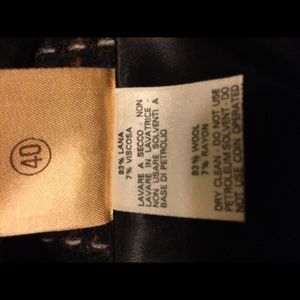 40
93% LANA
7% VISCOSA
LAVARE A SECCO - NON
LAVARE IN LAVATRICE -
NON USARE SOLVENTI A
BASE DI PETROLIO
93% WOOL
7% RAYON
DRY CLEAN DO NOT USE
PETROLEUM SOLVENT - DO
NOT USE COIN OPERATED